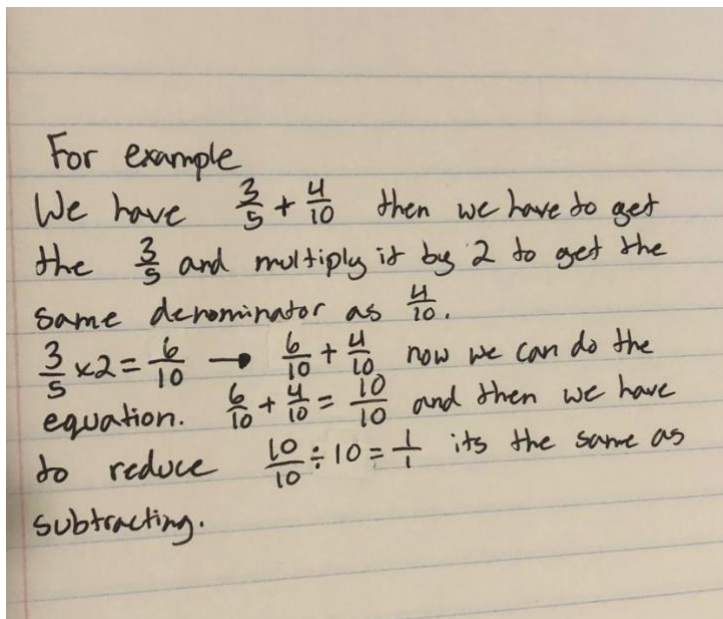 For example
We have 3/5 + 4/10 then we have to get
the 3/5 and multiply it by 2 to get the
same denominator as 4/10.
3/5 x2 = 6/10 → 6/10 + 4/10 now we can do the
equation. 6/10 + 4/10 = 10/10 and then we have
to reduce 10/10 ÷ 10 = 1/1 its the same as
subtracting.